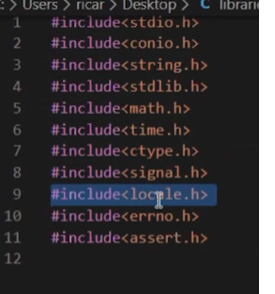 : > Users > ricar > Desktop > C librari
1 #include<stdio.h>
2 #include<conio.h>
3 #include<string.h>
4 #include<stdlib.h>
5 #include<math.h>
6 #include<time.h>
7 #include<ctype.h>
8 #include<signal.h>
9 #include<locale.h>
10 #include<errno.h>
11 #include<assert.h>
12